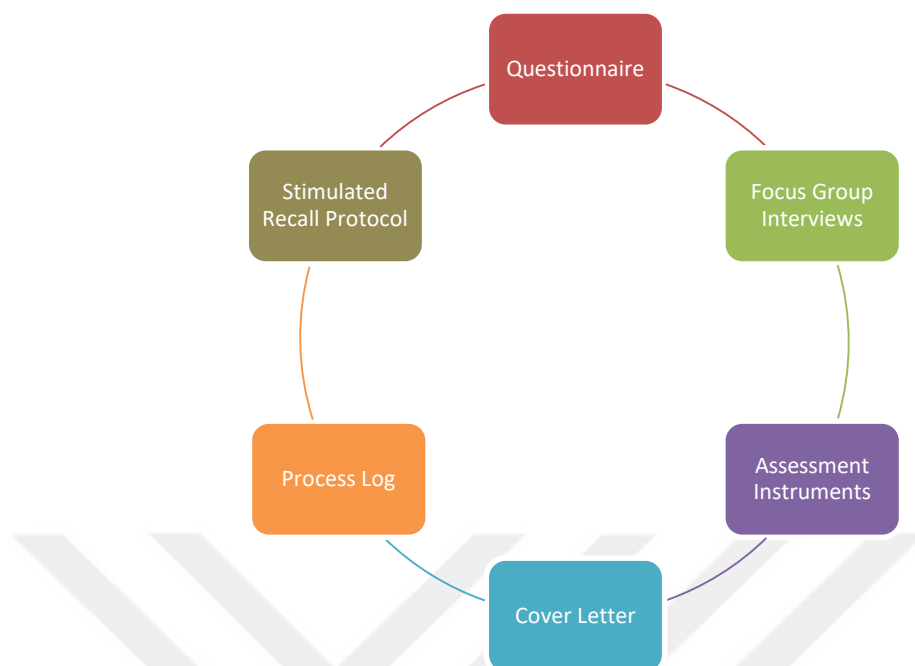 Questionnaire
Focus Group
Interviews
Assessment
Instruments
Cover Letter
Process Log
Stimulated
Recall Protocol